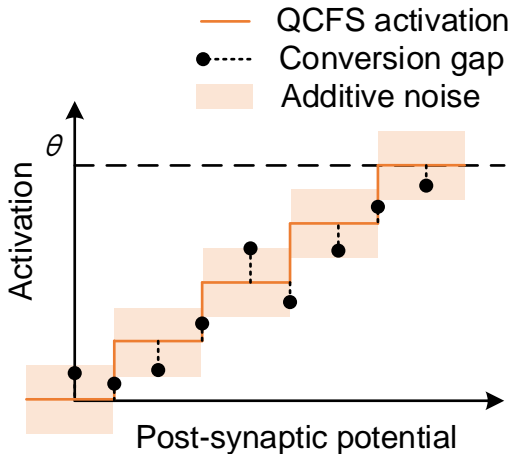 QCFS activation
Conversion gap
Additive noise
θ
Activation
Post-synaptic potential